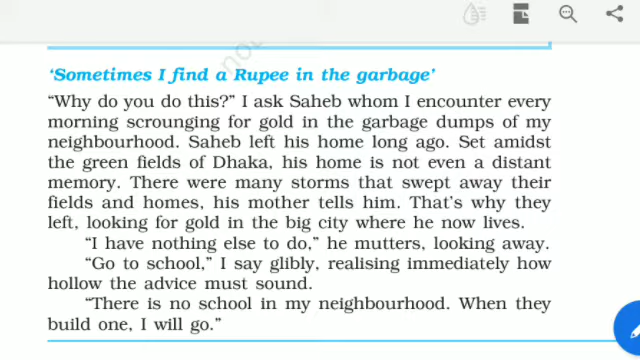 ‘Sometimes I find a Rupee in the garbage’
“Why do you do this?” I ask Saheb whom I encounter every
morning scrounging for gold in the garbage dumps of my
neighbourhood. Saheb left his home long ago. Set amidst
the green fields of Dhaka, his home is not even a distant
memory. There were many storms that swept away their
fields and homes, his mother tells him. That’s why they
left, looking for gold in the big city where he now lives.
“I have nothing else to do,” he mutters, looking away.
“Go to school,” I say glibly, realising immediately how
hollow the advice must sound.
“There is no school in my neighbourhood. When they
build one, I will go.”